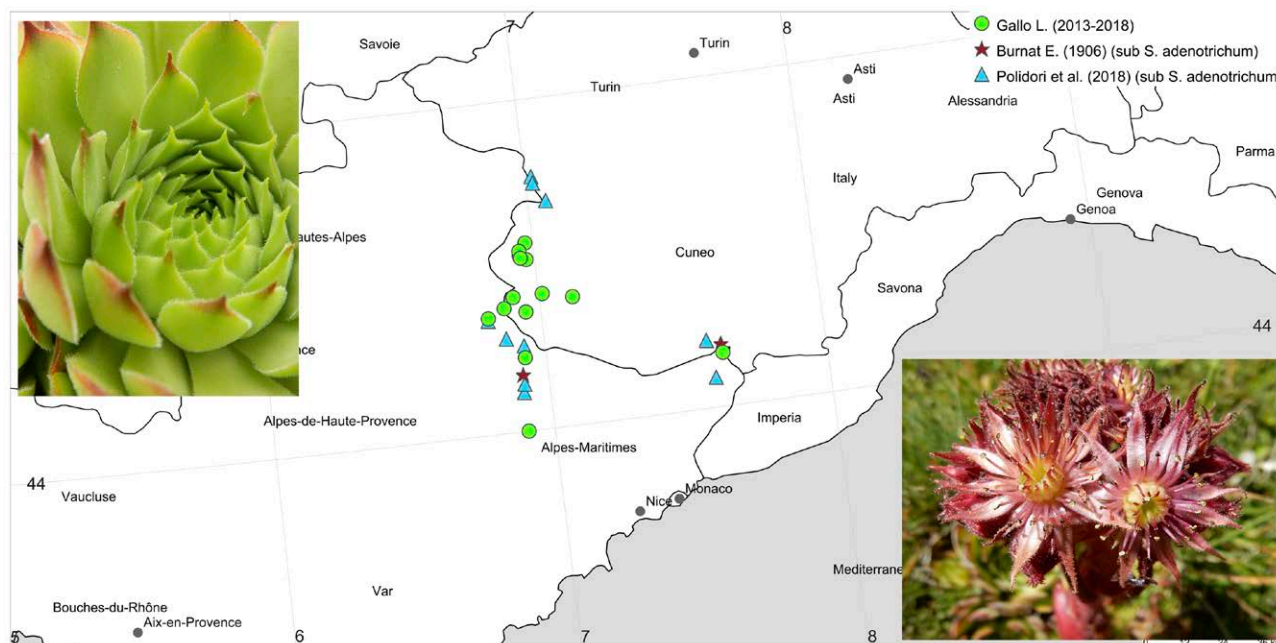 7
8
Gallo L. (2013-2018)
Burnat E. (1906) (sub S. adenotrichum)
Polidori et al. (2018) (sub S. adenotrichum
Savoie
Turin
Turin
Asti
Asti
Alessandria
Parma
Italy
Genova
Genoa
autes-Alpes
Cuneo
Savona
44
nce
Imperia
Alpes-de-Haute-Provence
Alpes-Maritimes
44
Vaucluse
Monaco
Nice
Mediterrane
Var
Bouches-du-Rhône
Aix-en-Provence
5
6
7
8